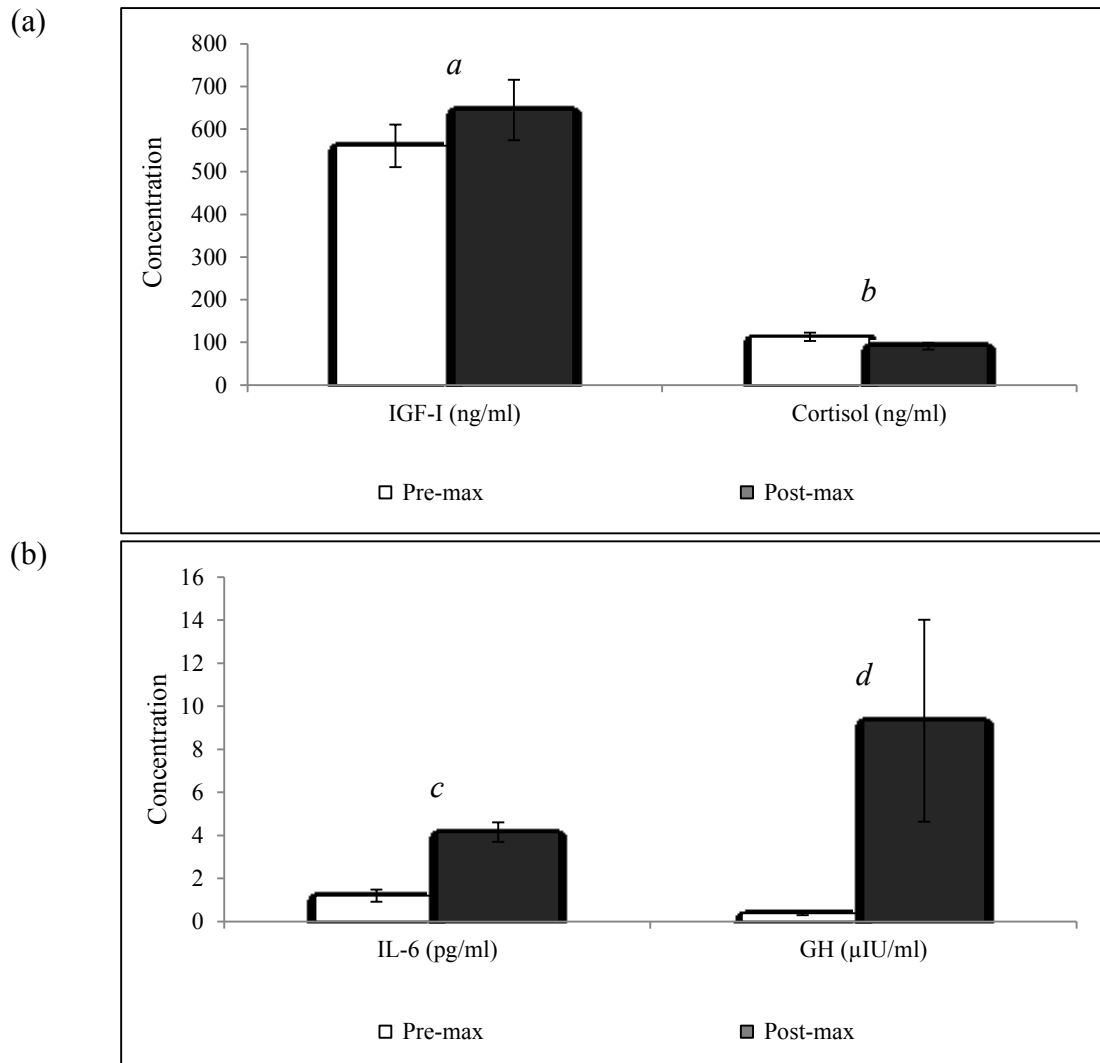 (a)
800
700
600
500
400
300
200
100
0
Concentration
a
b
IGF-I (ng/ml)
Cortisol (ng/ml)
Pre-max
Post-max
(b)
16
14
12
10
8
6
4
2
0
Concentration
c
d
IL-6 (pg/ml)
GH (µIU/ml)
Pre-max
Post-max